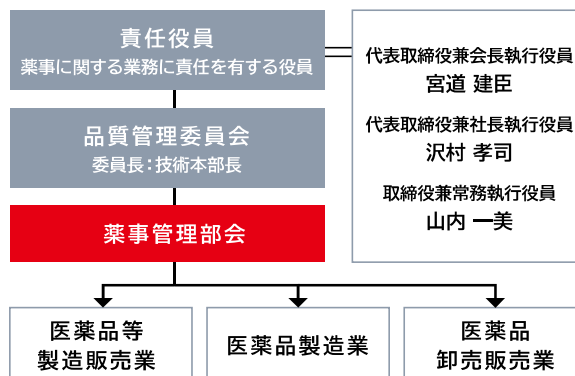 責任役員
薬事に関する業務に責任を有する役員
代表取締役兼会長執行役員
宮道 建臣
代表取締役兼社長執行役員
沢村 孝司
取締役兼常務執行役員
山内 一美
品質管理委員会
委員長：技術本部長
薬事管理部会
医薬品等
製造販売業
医薬品製造業
医薬品
卸売販売業